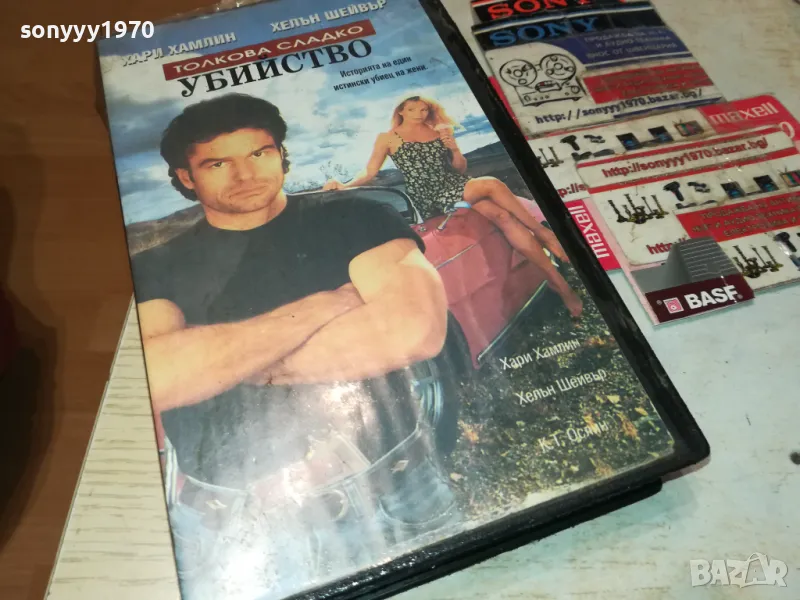 sonyyy1970
ХАРИ ХАМЛИН
ХЕЛЪН ШЕЙВЪР
ТОЛКОВА СЛАДКО
УБИЙСТВО
Историята на един
истински убиец на жени.
Хари Хамлин
Хелън Шейвър
К.Т. Ослин
SONY
SONY
http://sonyyy1970.bazar.bg/
maxell
http://sonyyy1970.bazar.bg/
maxell
BASF
BAZAR